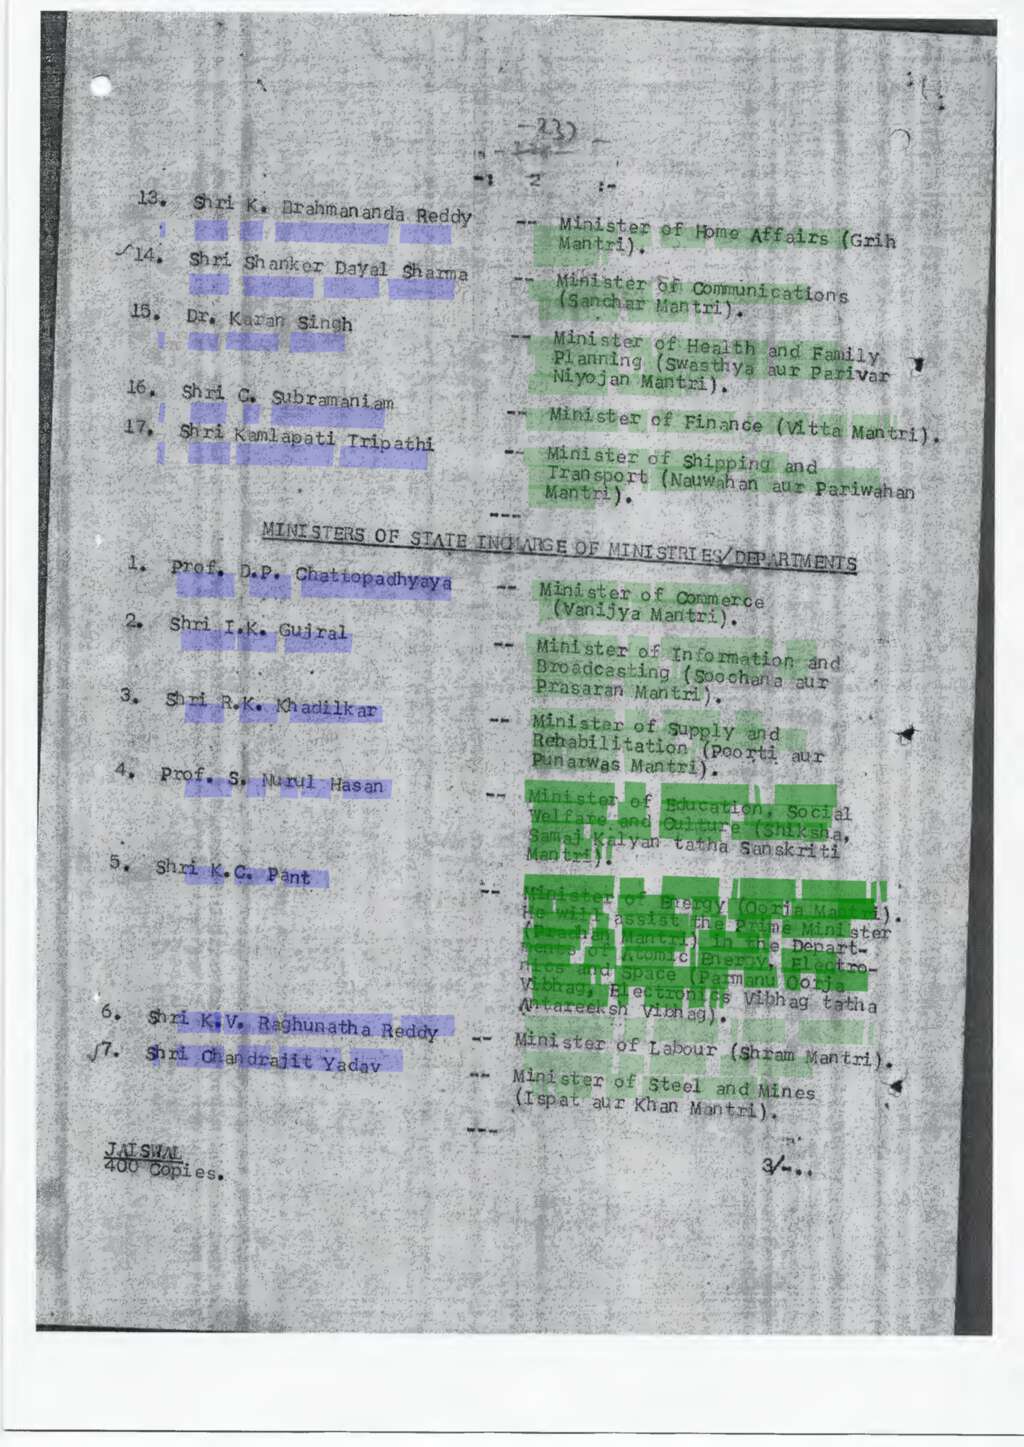 -: 2 :-
13. Shri K. Brahmananda Reddy -- Minister of Home Affairs (Grih
Mantri).
14. Shri Shanker Dayal Sharma -- Minister of Communications
(Sanchar Mantri).
15. Dr. Karan Singh -- Minister of Health and Family
Planning (Swasthya aur Parivar
Niyojan Mantri).
16. Shri C. Subramaniam -- Minister of Finance (Vitta Mantri).
17. Shri Kamlapati Tripathi -- Minister of Shipping and
Transport (Nauwahan aur Pariwahan
Mantri).
---
MINISTERS OF STATE INCHARGE OF MINISTRIES/DEPARTMENTS
1. Prof. D.P. Chattopadhyaya -- Minister of Commerce
(Vanijya Mantri).
2. Shri I.K. Gujral -- Minister of Information and
Broadcasting (Soochana aur
Prasaran Mantri).
3. Shri R.K. Khadilkar -- Minister of Supply and
Rehabilitation (Poorti aur
Punarwas Mantri).
4. Prof. S. Nurul Hasan -- Minister of Education, Social
Welfare and Culture (Shiksha,
Samaj Kalyan tatha Sanskriti
Mantri).
5. Shri K.C. Pant -- Minister of Energy (Oorja Mantri).
He will assist the Prime Minister
(Pradhan Mantri) in the Depart-
ments of Atomic Energy, Electro-
nics and Space (Parmanu Oorja
Vibhag, Electronics Vibhag tatha
Antareeksh Vibhag).
6. Shri K.V. Raghunatha Reddy -- Minister of Labour (Shram Mantri).
7. Shri Chandrajit Yadav -- Minister of Steel and Mines
(Ispat aur Khan Mantri).
---
JAISWAL
400 Copies.
3/-..